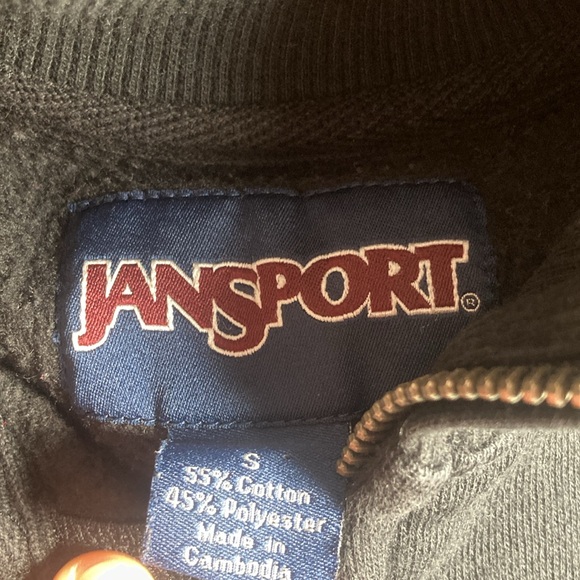 JANSPORT®
S
55% Cotton
45% Polyester
Made in
Cambodia